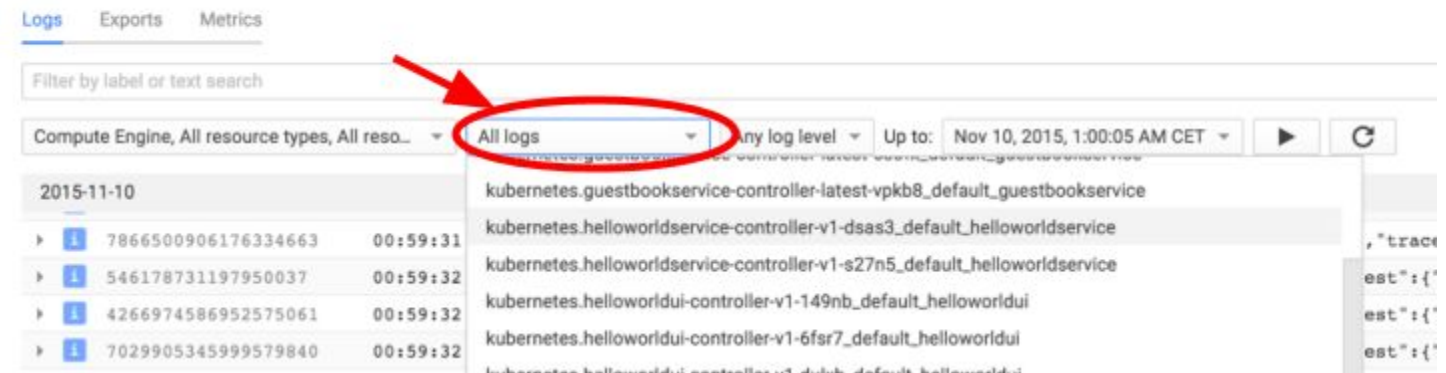 Logs Exports Metrics
Filter by label or text search
Compute Engine, All resource types, All reso... All logs Any log level Up to: Nov 10, 2015, 1:00:05 AM CET
2015-11-10
kubernetes.guestbookservice-controller-latest-vpkb8_default_guestbookservice
kubernetes.helloworldservice-controller-v1-dsas3_default_helloworldservice
7866500906176334663 00:59:31 ,"trace
kubernetes.helloworldservice-controller-v1-s27n5_default_helloworldservice
5461787311979500​37 00:59:32 est":{"
kubernetes.helloworldui-controller-v1-149nb_default_helloworldui
4266974586952575061 00:59:32 est":{"
kubernetes.helloworldui-controller-v1-6fsr7_default_helloworldui
7029905345999579840 00:59:32 est":{"